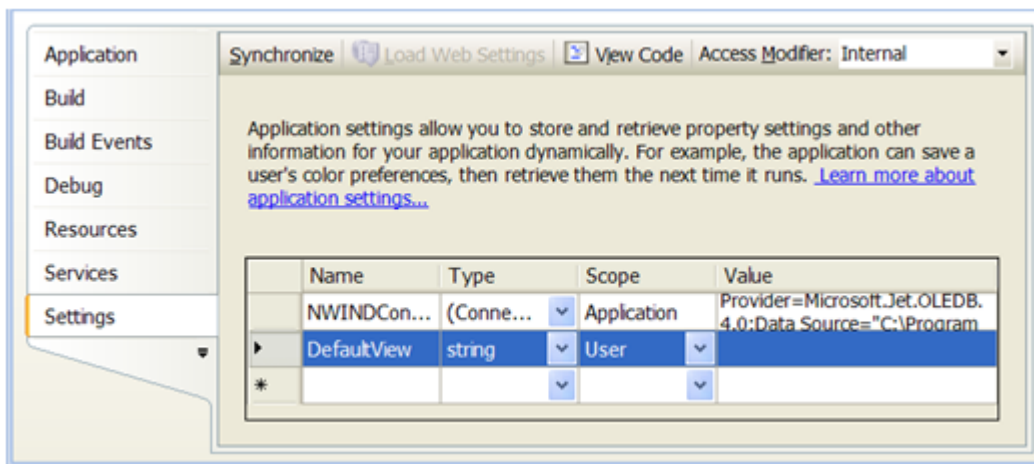 Application
Build
Build Events
Debug
Resources
Services
Settings
Synchronize Load Web Settings View Code Access Modifier: Internal
Application settings allow you to store and retrieve property settings and other
information for your application dynamically. For example, the application can save a
user's color preferences, then retrieve them the next time it runs. Learn more about
application settings...
Name Type Scope Value
NWINDCon... (Conne... Application Provider=Microsoft.Jet.OLEDB.
4.0;Data Source="C:\Program
DefaultView string User